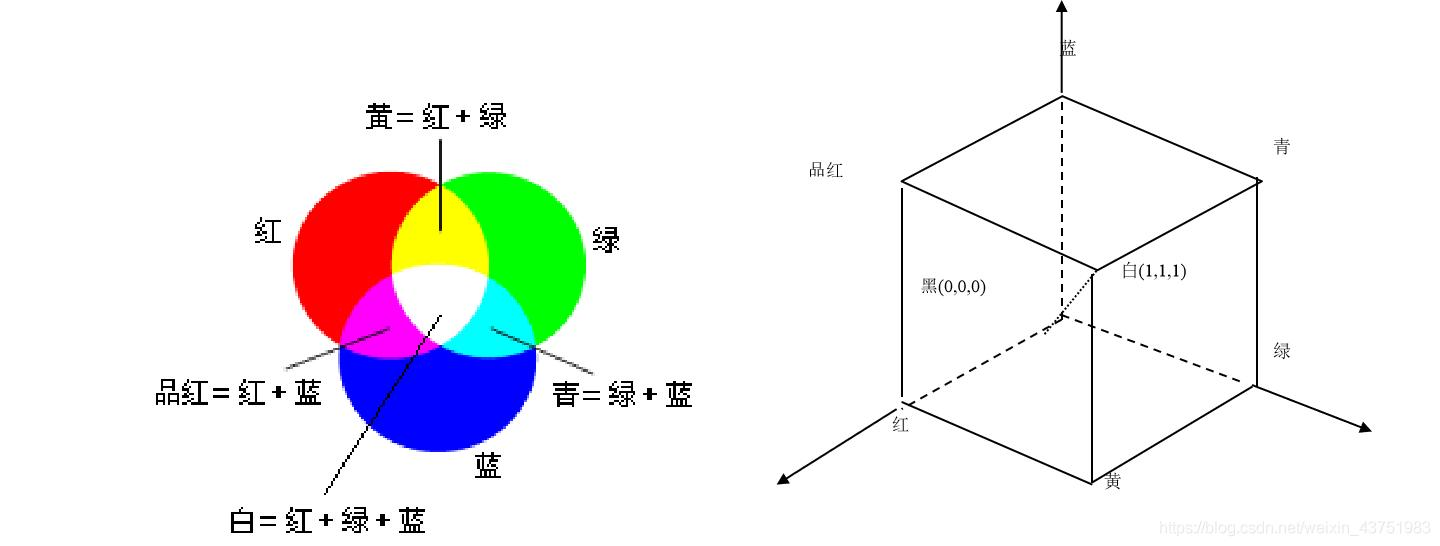 黄=红+绿
红
绿
品红=红+蓝
青=绿+蓝
蓝
白=红+绿+蓝
蓝
青
品红
白(1,1,1)
黑(0,0,0)
绿
红
黄
https://blog.csdn.net/weixin_43751983